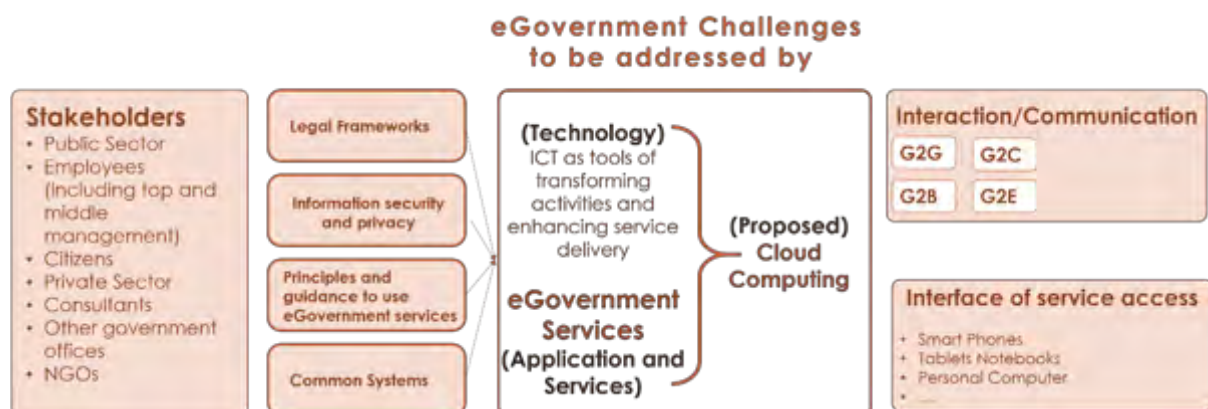 eGovernment Challenges
to be addressed by
Stakeholders
• Public Sector
• Employees
(Including top and
middle
management)
• Citizens
• Private Sector
• Consultants
• Other government
offices
• NGOs
Legal Frameworks
Information security
and privacy
Principles and
guidance to use
eGovernment services
Common Systems
(Technology)
ICT as tools of
transforming
activities and
enhancing service
delivery
eGovernment
Services
(Application and
Services)
(Proposed)
Cloud
Computing
Interaction/Communication
G2G G2C
G2B G2E
Interface of service access
• Smart Phones
• Tablets Notebooks
• Personal Computer
• ....